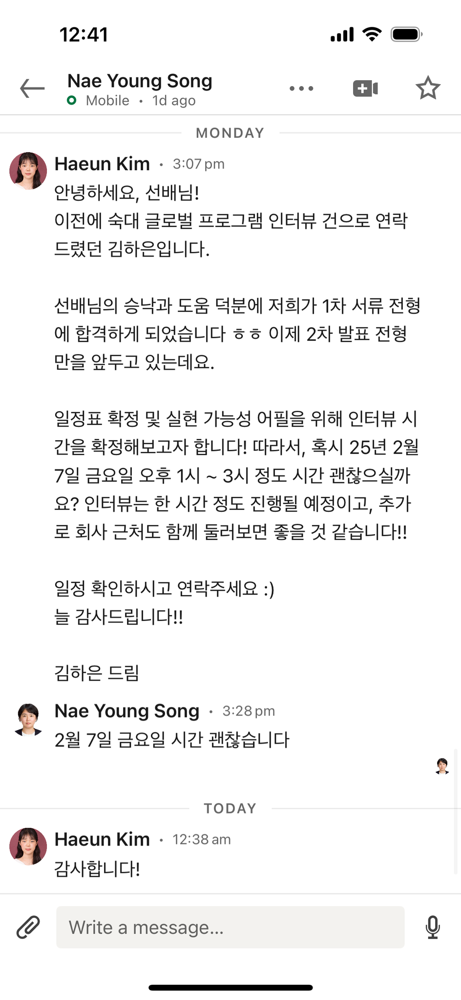 12:41
Nae Young Song
Mobile • 1d ago
MONDAY
Haeun Kim • 3:07 pm
안녕하세요, 선배님!
이전에 숙대 글로벌 프로그램 인터뷰 건으로 연락
드렸던 김하은입니다.
선배님의 승낙과 도움 덕분에 저희가 1차 서류 전형
에 합격하게 되었습니다 ㅎㅎ 이제 2차 발표 전형
만을 앞두고 있는데요.
일정표 확정 및 실현 가능성 어필을 위해 인터뷰 시
간을 확정해보고자 합니다! 따라서, 혹시 25년 2월
7일 금요일 오후 1시 ~ 3시 정도 시간 괜찮으실까
요? 인터뷰는 한 시간 정도 진행될 예정이고, 추가
로 회사 근처도 함께 둘러보면 좋을 것 같습니다!!
일정 확인하시고 연락주세요 :)
늘 감사드립니다!!
김하은 드림
Nae Young Song • 3:28 pm
2월 7일 금요일 시간 괜찮습니다
TODAY
Haeun Kim • 12:38 am
감사합니다!
Write a message...